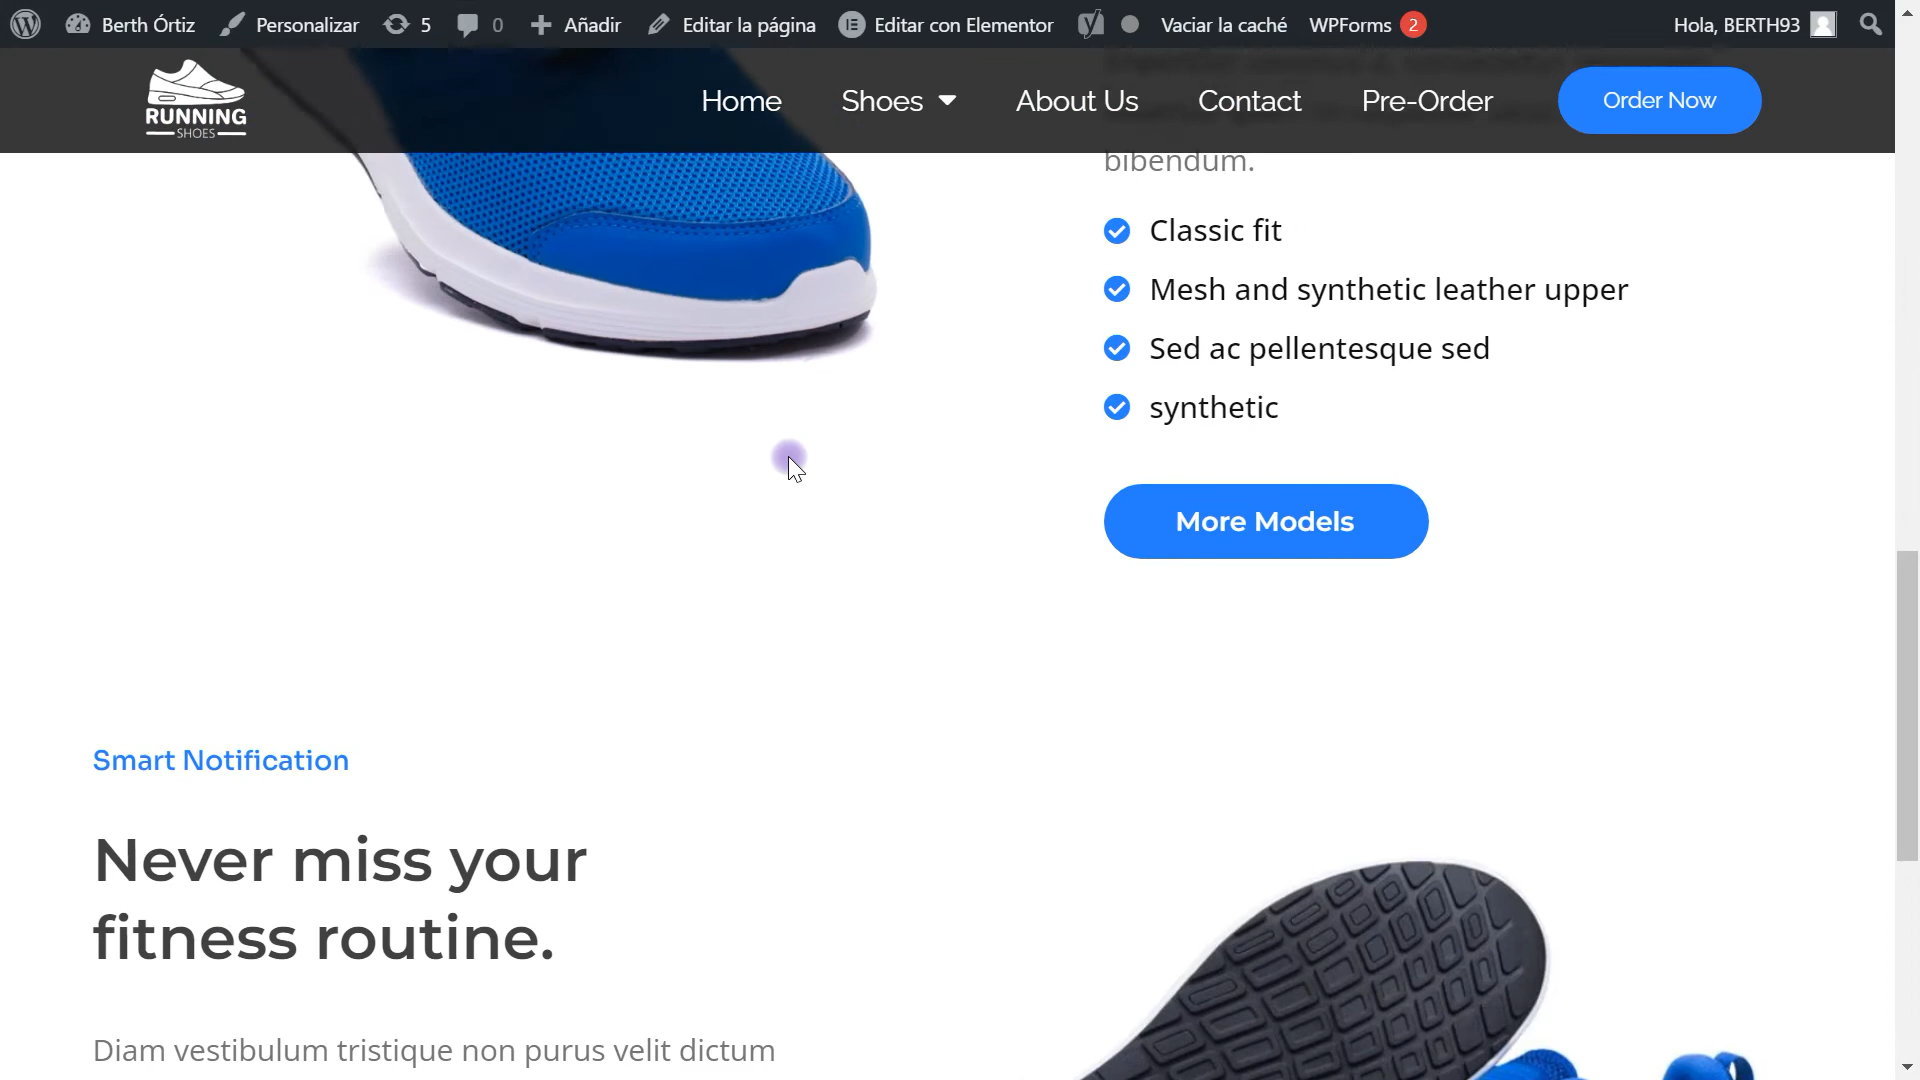 Berth Órtiz Personalizar 5 0 Añadir Editar la página Editar con Elementor Vaciar la caché WPForms 2 Hola, BERTH93
RUNNING
SHOES
Home Shoes About Us Contact Pre-Order Order Now
bibendum.
Classic fit
Mesh and synthetic leather upper
Sed ac pellentesque sed
synthetic
More Models
Smart Notification
Never miss your
fitness routine.
Diam vestibulum tristique non purus velit dictum